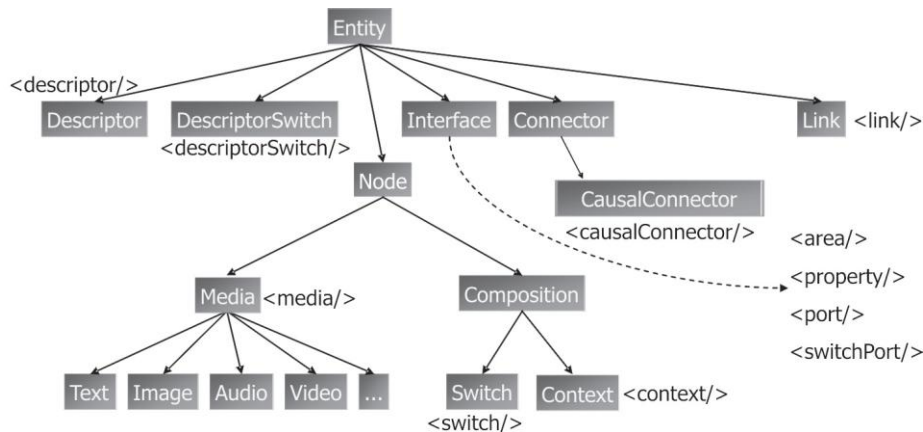 Entity
<descriptor/>
Descriptor
DescriptorSwitch
Interface
Connector
Link
<link/>
<descriptorSwitch/>
Node
CausalConnector
<causalConnector/>
<area/>
<property/>
<port/>
<switchPort/>
Media
<media/>
Composition
Text
Image
Audio
Video
...
Switch
Context
<context/>
<switch/>